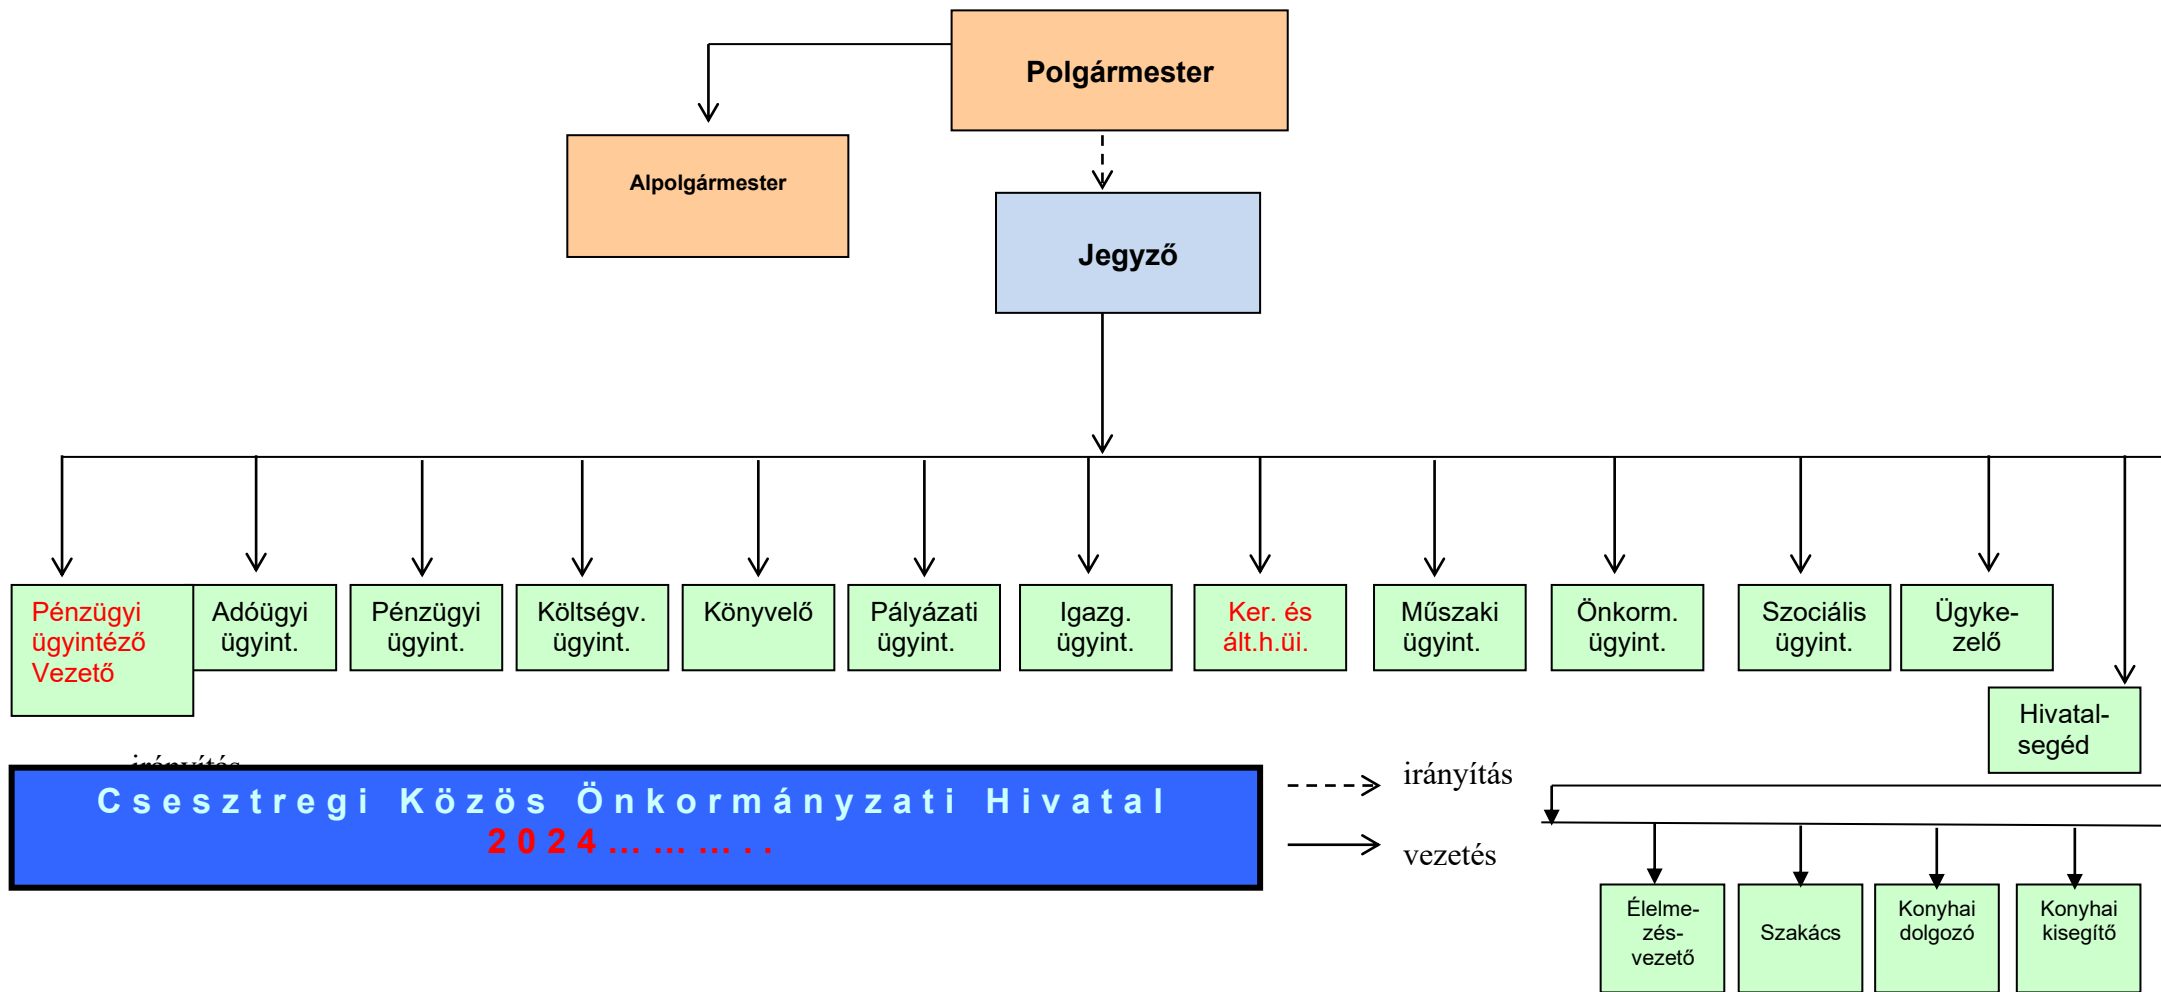 Polgármester
Alpolgármester
Jegyző
Pénzügyi
ügyintéző
Vezető
Adóügyi
ügyint.
Pénzügyi
ügyint.
Költségv.
ügyint.
Könyvelő
Pályázati
ügyint.
Igazg.
ügyint.
Ker. és
ált.h.üi.
Műszaki
ügyint.
Önkorm.
ügyint.
Szociális
ügyint.
Ügyke-
zelő
Hivatal-
segéd
irányítás
Csesztregi Közös Önkormányzati Hivatal
2024… … … . .
irányítás
vezetés
Élelme-
zés-
vezető
Szakács
Konyhai
dolgozó
Konyhai
kisegítő